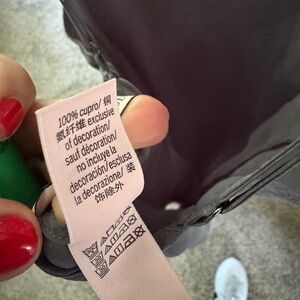 100% cupro/ 铜
氨纤维 exclusive
of decoration/
sauf décoration/
no incluye la
decoración/esclusa
la decorazione/ 装
饰除外